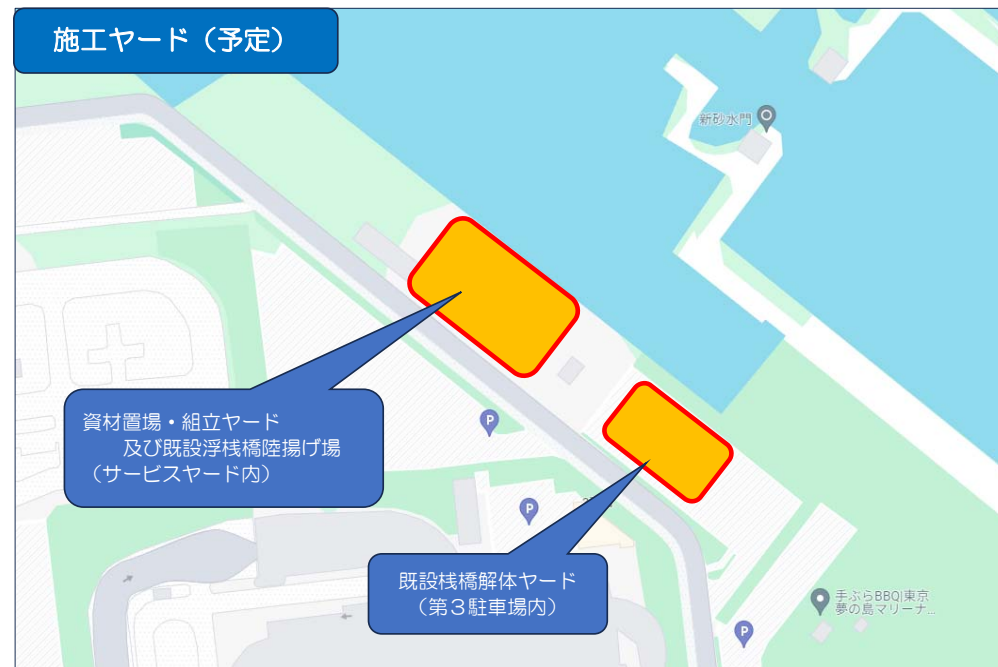 施工ヤード（予定）
新砂水門
資材置場・組立ヤード
及び既設浮桟橋陸揚げ場
（サービスヤード内）
P
P
既設桟橋解体ヤード
（第３駐車場内）
手ぶらBBQ|東京
夢の島マリーナ...
P